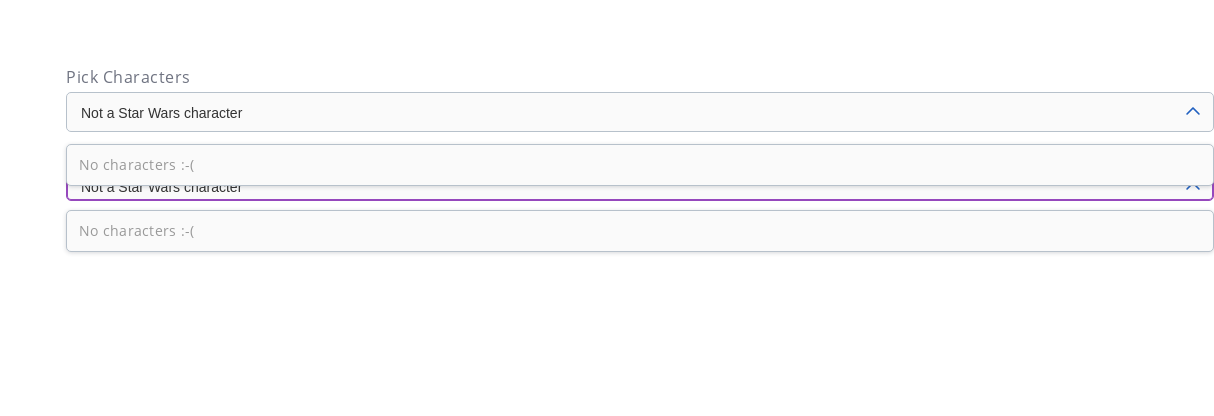 Pick Characters
Not a Star Wars character
No characters :-(
Not a Star Wars character
No characters :-(